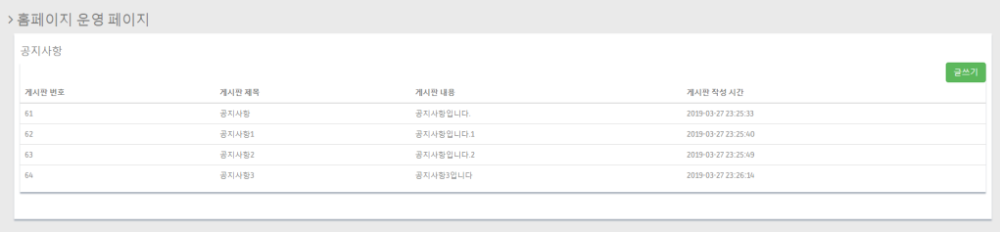 > 홈페이지 운영 페이지
공지사항
글쓰기
게시판 번호 게시판 제목 게시판 내용 게시판 작성 시간
61 공지사항 공지사항입니다. 2019-03-27 23:25:33
62 공지사항1 공지사항입니다.1 2019-03-27 23:25:40
63 공지사항2 공지사항입니다.2 2019-03-27 23:25:49
64 공지사항3 공지사항3입니다 2019-03-27 23:26:14